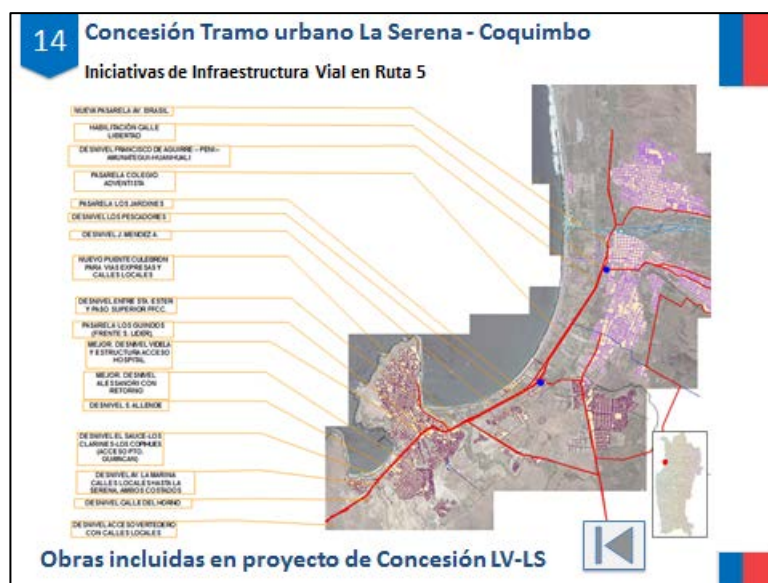 14
Concesión Tramo urbano La Serena - Coquimbo
Iniciativas de Infraestructura Vial en Ruta 5
NUEVA PASARELA AV. BRASIL
HABILITACIÓN CALLE
LIBERTAD
DESNIVEL FRANCISCO DE AGUIRRE – PENI –
AMUNATEGUI-HUANHUALI
PASARELA COLEGIO
ADVENTISTA
PASARELA LOS JARDINES
DESNIVEL LOS PESCADORES
DESNIVEL J. MENDEZ A.
NUEVO PUENTE CULEBRON
PARA VIAS EXPRESAS Y
CALLES LOCALES
DESNIVEL ENTRE STA. ESTER
Y PASO SUPERIOR FFCC.
PASARELA LOS GUINDOS
(FRENTE S. LIDER)
MEJOR. DESNIVEL VIDELA
Y ESTRUCTURA ACCESO
HOSPITAL
MEJOR. DESNIVEL
ALESSANDRI CON
RETORNO
DESNIVEL S. ALLENDE
DESNIVEL EL SAUCE-LOS
CLARINES-LOS COPIHUES
(ACCESO PTO.
GUAYACAN)
DESNIVEL AV. LA MARINA
CALLES LOCALES HASTA LA
SERENA, AMBOS COSTADOS
DESNIVEL CALLE DEL HORNO
DESNIVEL ACCESO VERTEDERO
CON CALLES LOCALES
Obras incluidas en proyecto de Concesión LV-LS